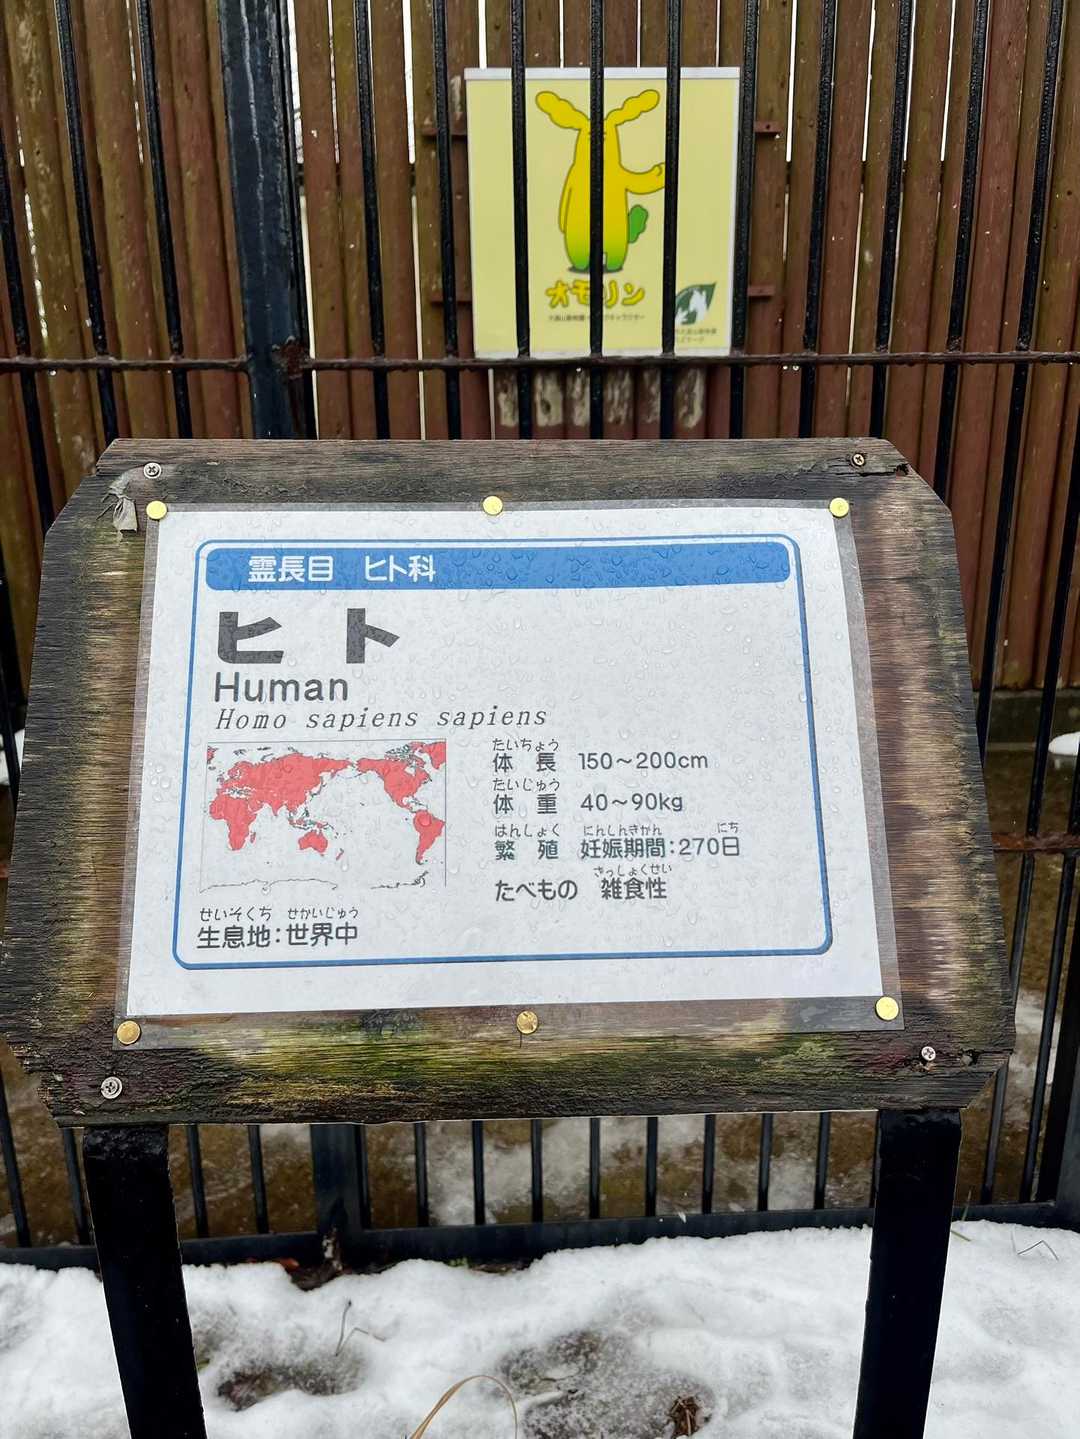 オモリン
霊長目 ヒト科
ヒト
Human
Homo sapiens sapiens
たいちょう
体長 150～200cm
たいじゅう
体重 40～90kg
はんしょく にんしんきかん にち
繁殖 妊娠期間:270日
ざっしょくせい
たべもの 雑食性
せいそくち せかいじゅう
生息地:世界中